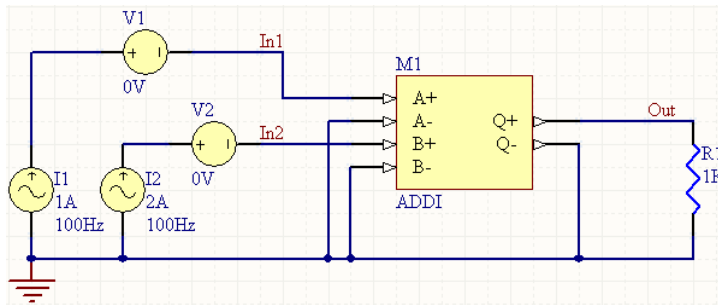 V1
+ -
0V
In1
V2
+ -
0V
In2
M1
A+
A-
B+
B-
Q+
Q-
ADDI
Out
I1
1A
100Hz
I2
2A
100Hz